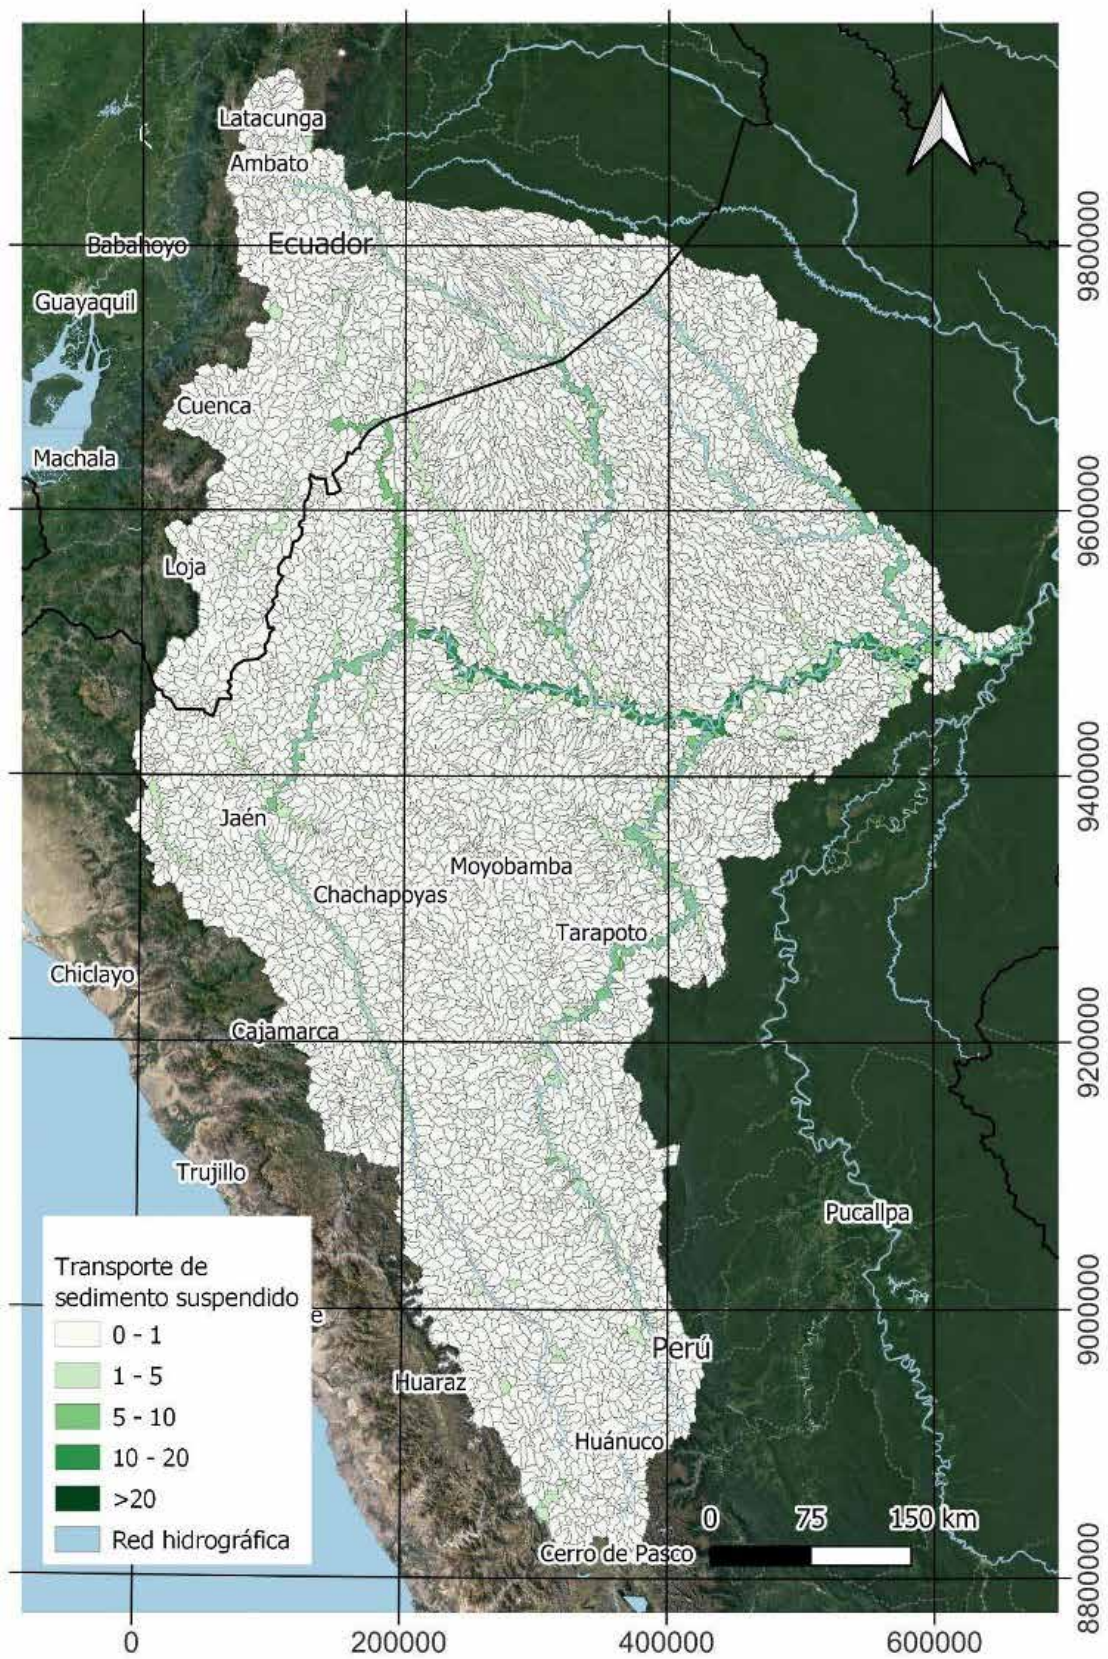 Latacunga
Ambato
Babahoyo
Ecuador
Guayaquil
Cuenca
Machala
Loja
Jaén
Moyobamba
Chachapoyas
Tarapoto
Chiclayo
Cajamarca
Trujillo
Pucallpa
e
Perú
Huaraz
Huánuco
Cerro de Pasco
Transporte de
sedimento suspendido
0 - 1
1 - 5
5 - 10
10 - 20
>20
Red hidrográfica
0 75 150 km
9800000
9600000
9400000
9200000
9000000
8800000
0 200000 400000 600000